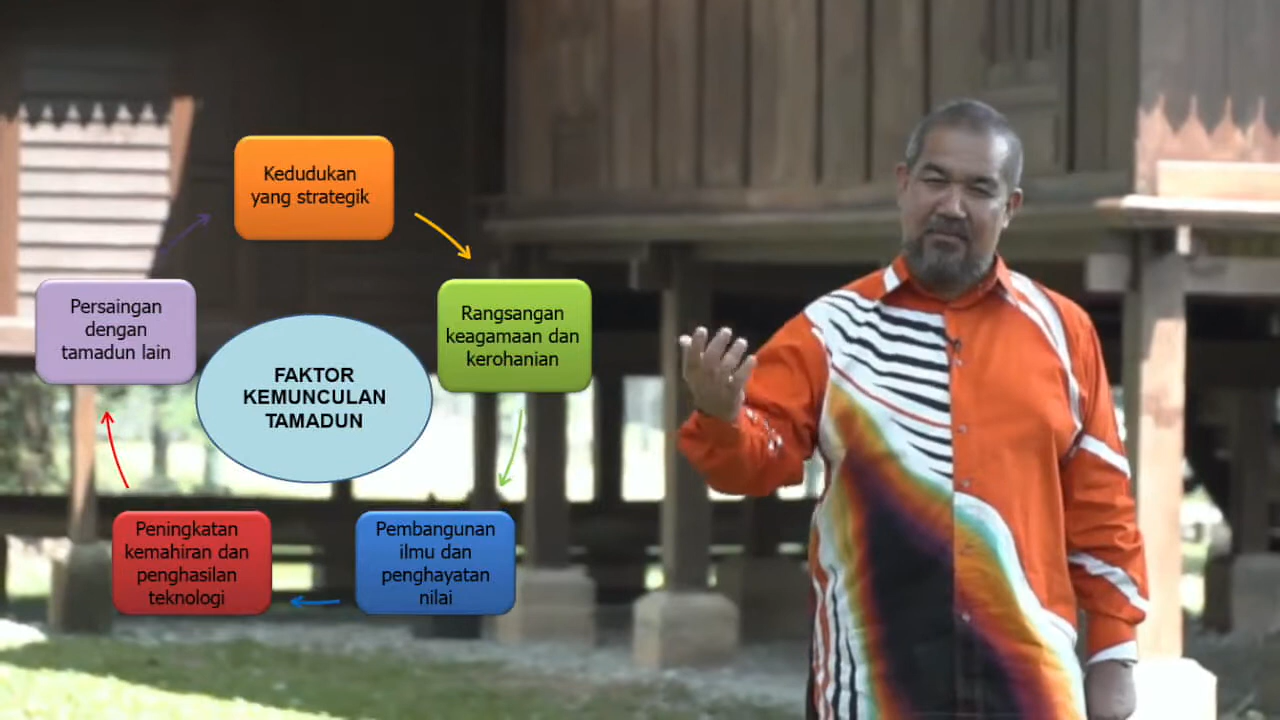 Kedudukan
yang strategik
Rangsangan
keagamaan dan
kerohanian
Pembangunan
ilmu dan
penghayatan
nilai
Peningkatan
kemahiran dan
penghasilan
teknologi
Persaingan
dengan
tamadun lain
FAKTOR
KEMUNCULAN
TAMADUN